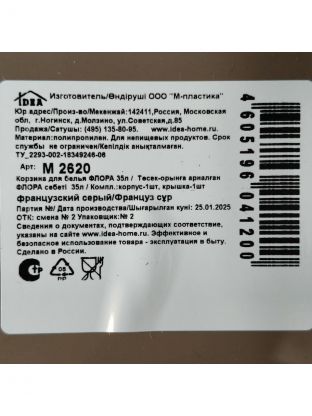 IDEA
Изготовитель/Өндіруші ООО "М-пластика"
Юр адрес/Произ-во/Мекенжай:142411,Россия, Московская
обл, г.Ногинск, д.Молзино, ул.Советская,д.85
Продажа/Сатушы: (495) 135-80-95. www.idea-home.ru.
Материал:полипропилен. Для непищевых продуктов. Срок
службы не ограничен/Кепілдік анықталмаған.
ТУ_2293-002-18349246-06
Арт: М 2620
Корзина для белья ФЛОРА 35л / Төсек-орынға арналған
ФЛОРА себеті 35л / Компл.:корпус-1шт, крышка-1шт
французский серый/Француз сұр
Партия №/Дата производства/Шығарылған күні: 25.01.2025
ОТК: смена № 2 Упаковщик:№ 2
Сведения о документах, подтверждающих соответствие,
указаны на сайте www.idea-home.ru. Эффективное и
безопасное использование товара - эксплуатация в быту.
Сделано в России.
05
PP
4605196041200